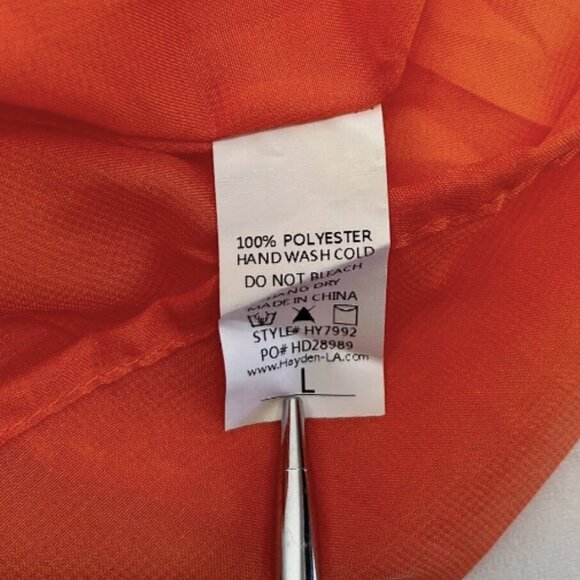 100% POLYESTER
HAND WASH COLD
DO NOT BLEACH
HANG DRY
MADE IN CHINA
STYLE# HY7992
PO# HD28989
www.Hayden-LA.com
L